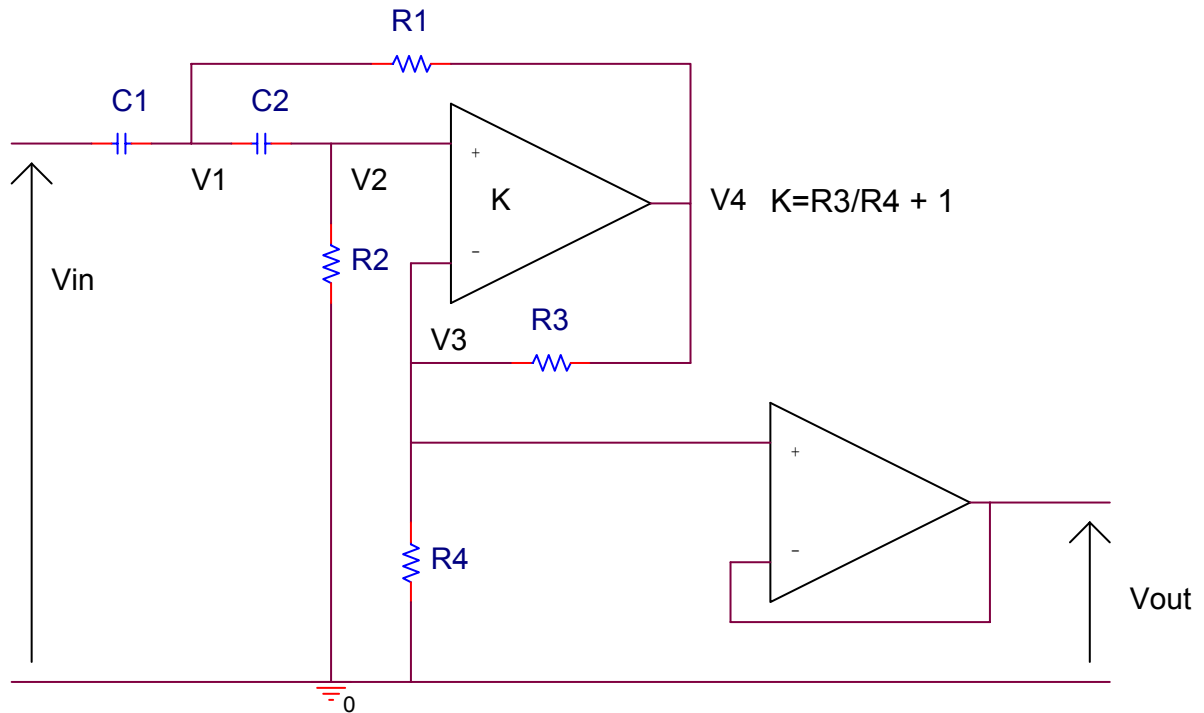 R1
C1
C2
V1
V2
+
K
V4
K=R3/R4 + 1
−
R2
Vin
R3
V3
+
R4
−
Vout
0